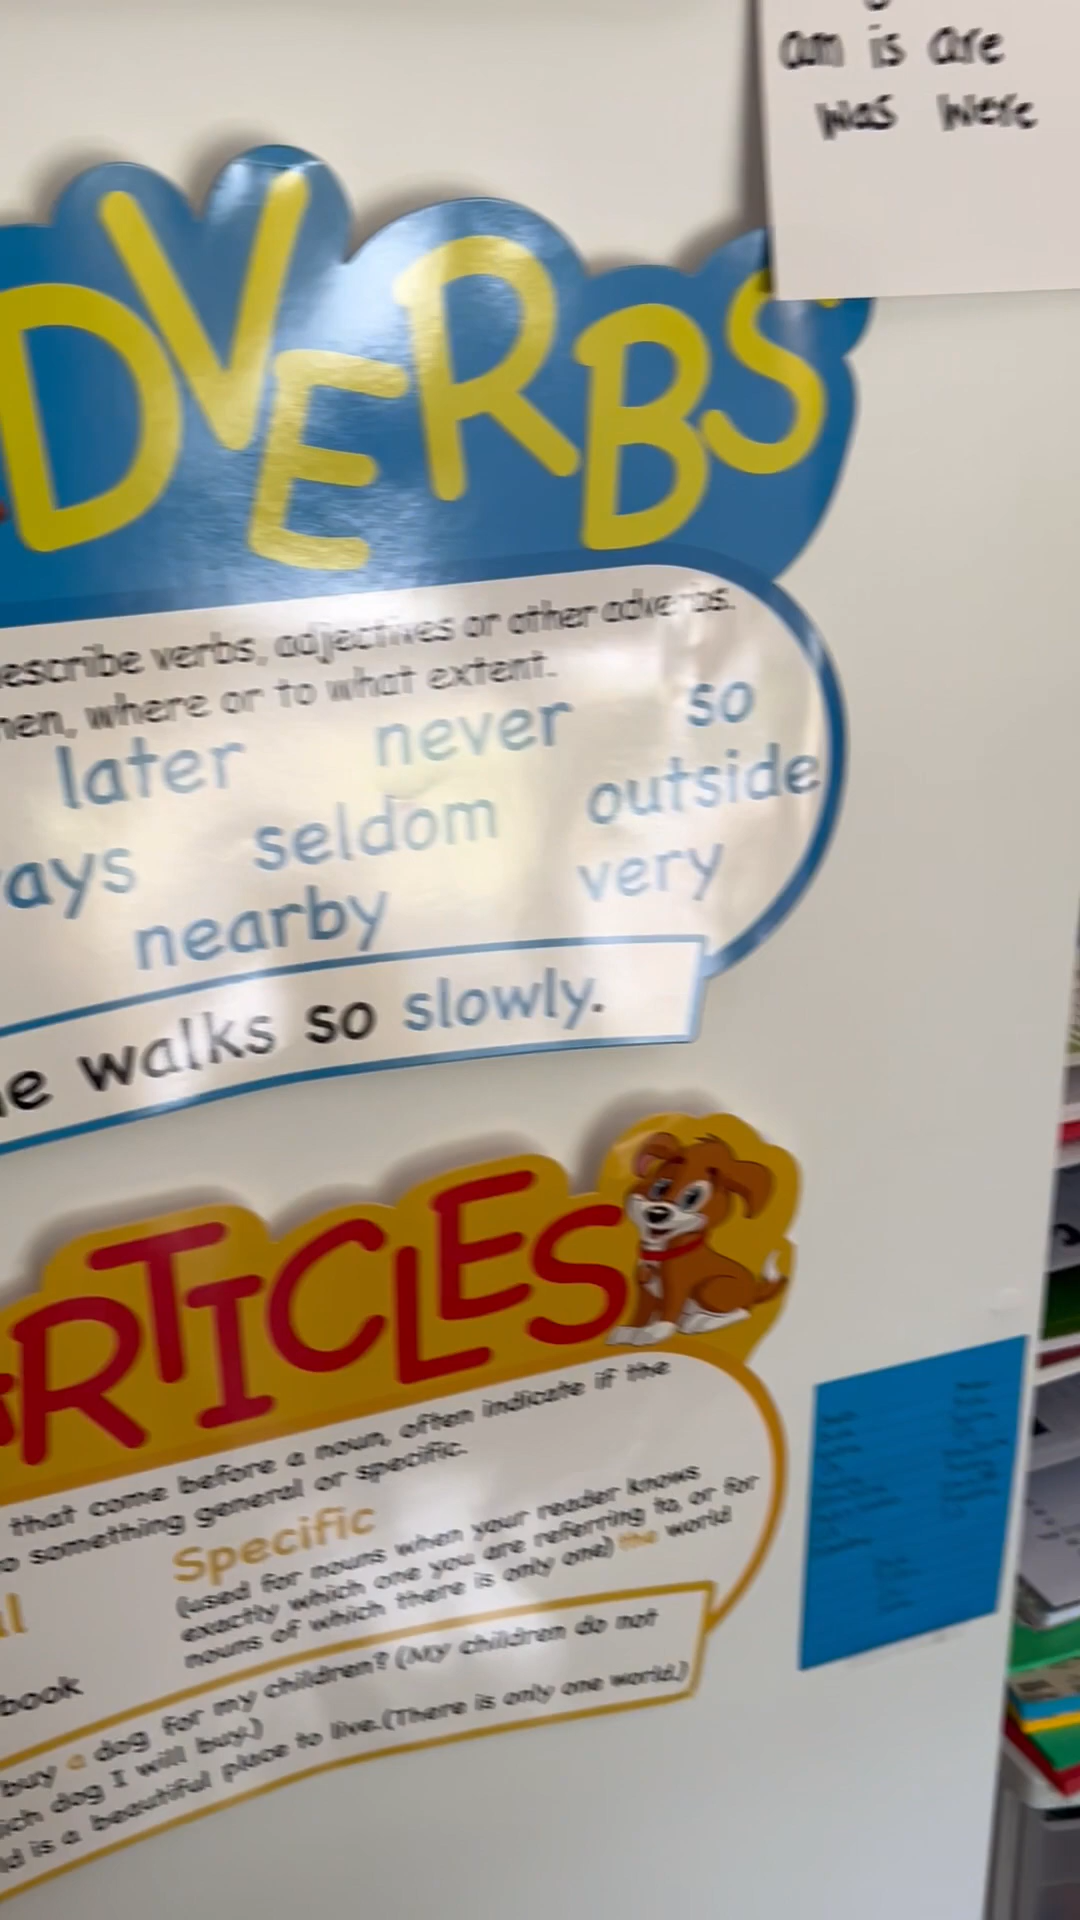 am is are
was were
DVERBS
escribe verbs, adjectives or other adverbs.
hen, where or to what extent.
later never so
ays seldom outside
nearby very
e walks so slowly.
ARTICLES
that come before a noun, often indicate if the
o something general or specific.
Specific
(used for nouns when your reader knows
exactly which one you are referring to, or for
nouns of which there is only one) the world
al
book
buy a dog for my children? (My children do not
ich dog I will buy.)
ld is a beautiful place to live.(There is only one world.)